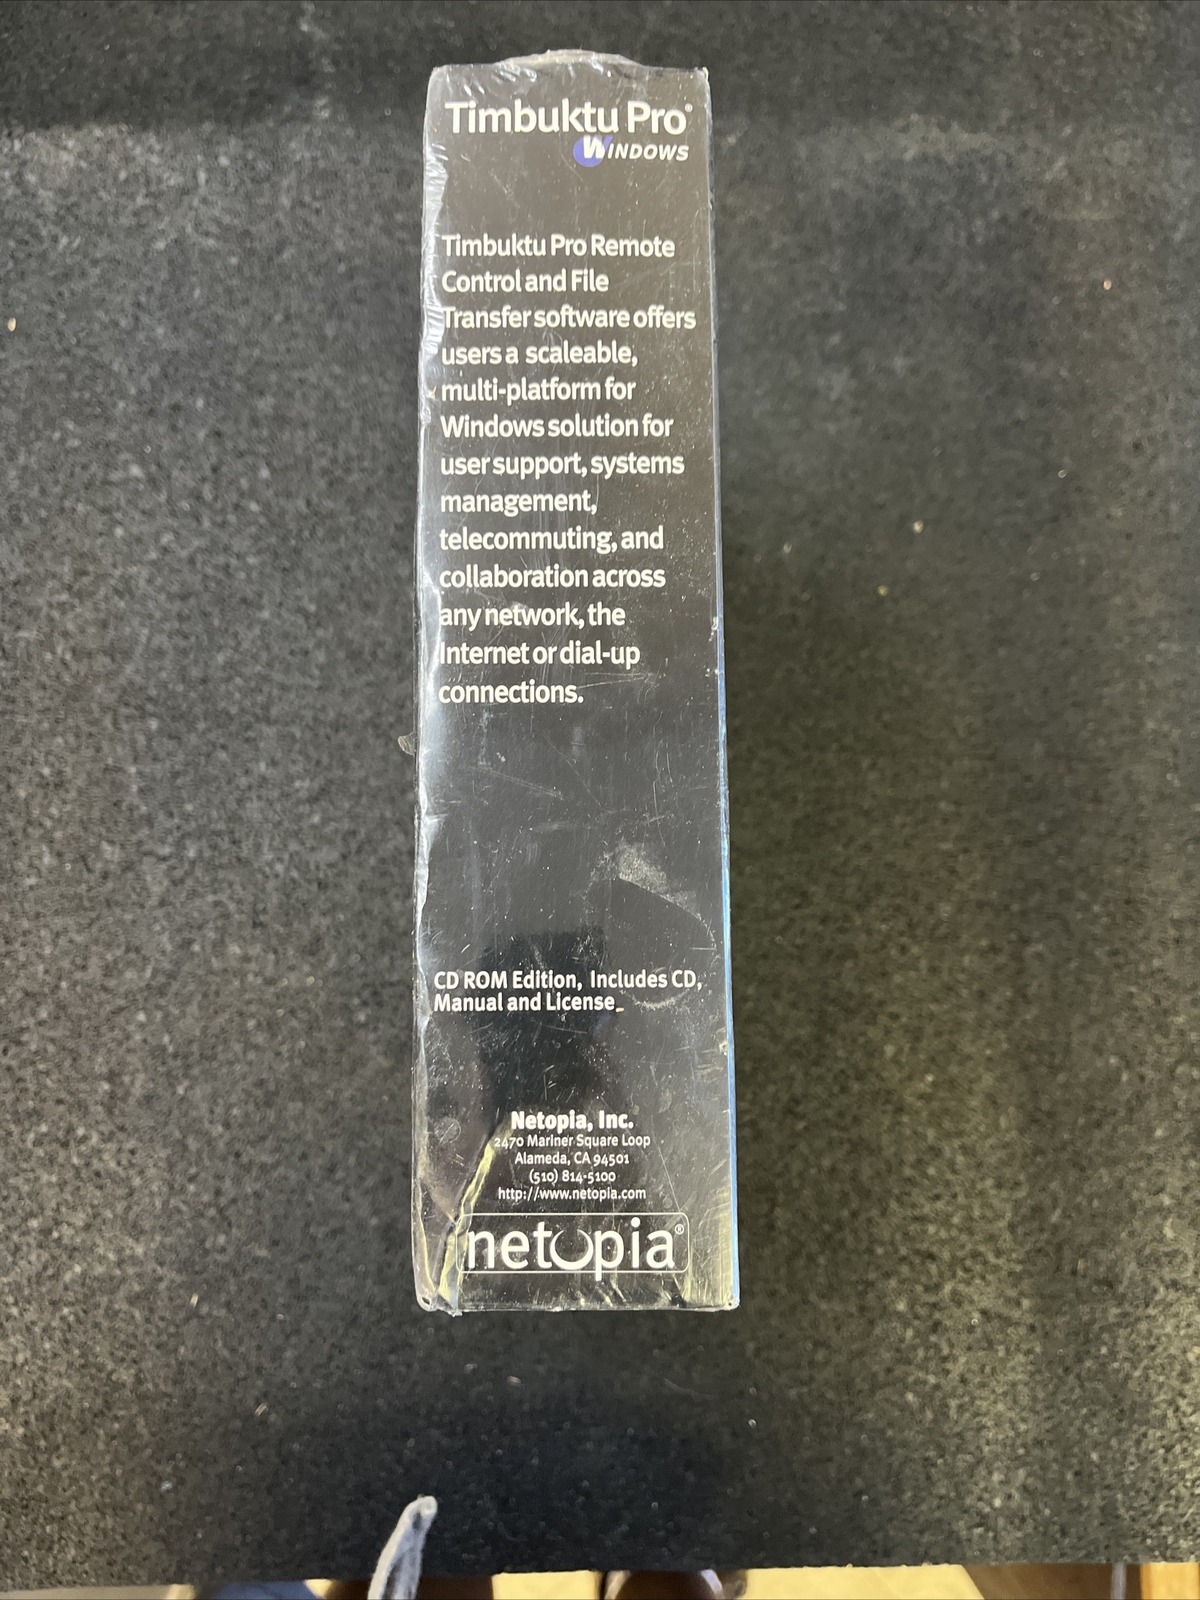 Timbuktu Pro®
WINDOWS
Timbuktu Pro Remote
Control and File
Transfer software offers
users a scaleable,
multi-platform for
Windows solution for
user support, systems
management,
telecommuting, and
collaboration across
any network, the
Internet or dial-up
connections.
CD ROM Edition, Includes CD,
Manual and License
Netopia, Inc.
2470 Mariner Square Loop
Alameda, CA 94501
(510) 814-5100
http://www.netopia.com
netopia®